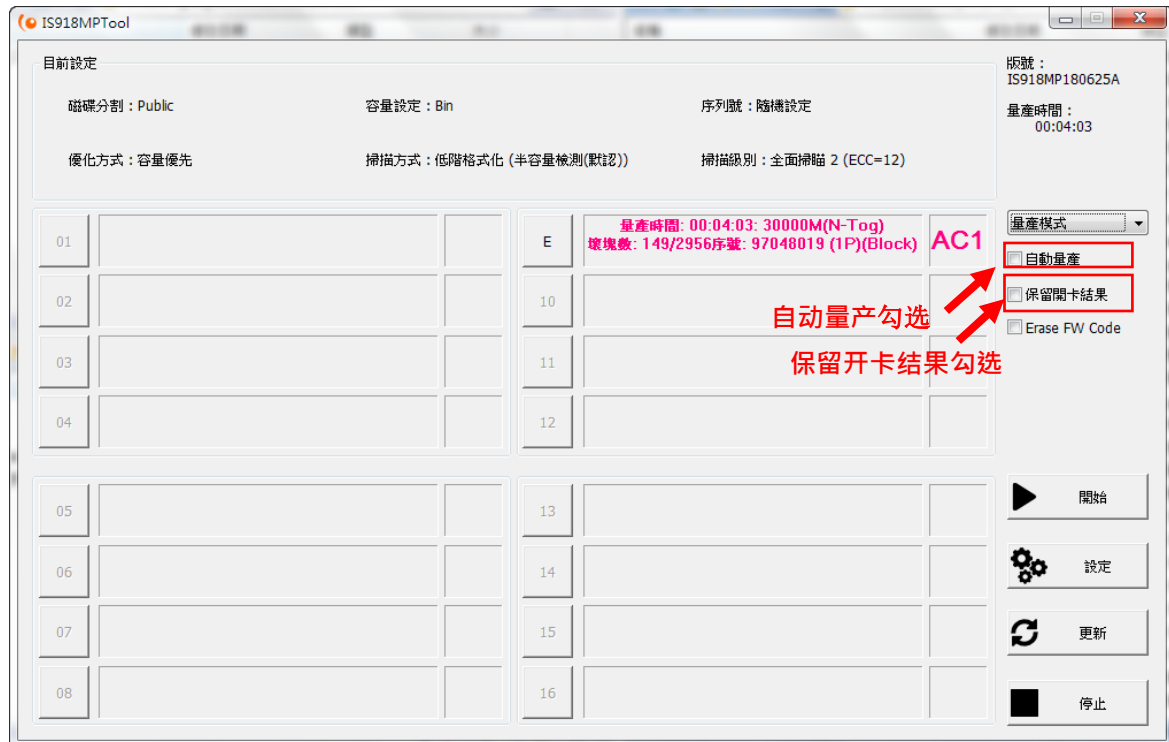 IS918MPTool
目前設定
磁碟分割：Public
容量設定：Bin
序列號：隨機設定
優化方式：容量優先
掃描方式：低階格式化 (半容量檢測(默認))
掃描級別：全面掃瞄 2 (ECC=12)
版號：
IS918MP180625A
量產時間：
00:04:03
01
02
03
04
E
量產時間: 00:04:03: 30000M(N-Tog)
壞塊數: 149/2956序號: 97048019 (1P)(Block)
AC1
10
11
12
量產模式
自動量產
保留開卡結果
Erase FW Code
自动量产勾选
保留开卡结果勾选
05
06
07
08
13
14
15
16
開始
設定
更新
停止